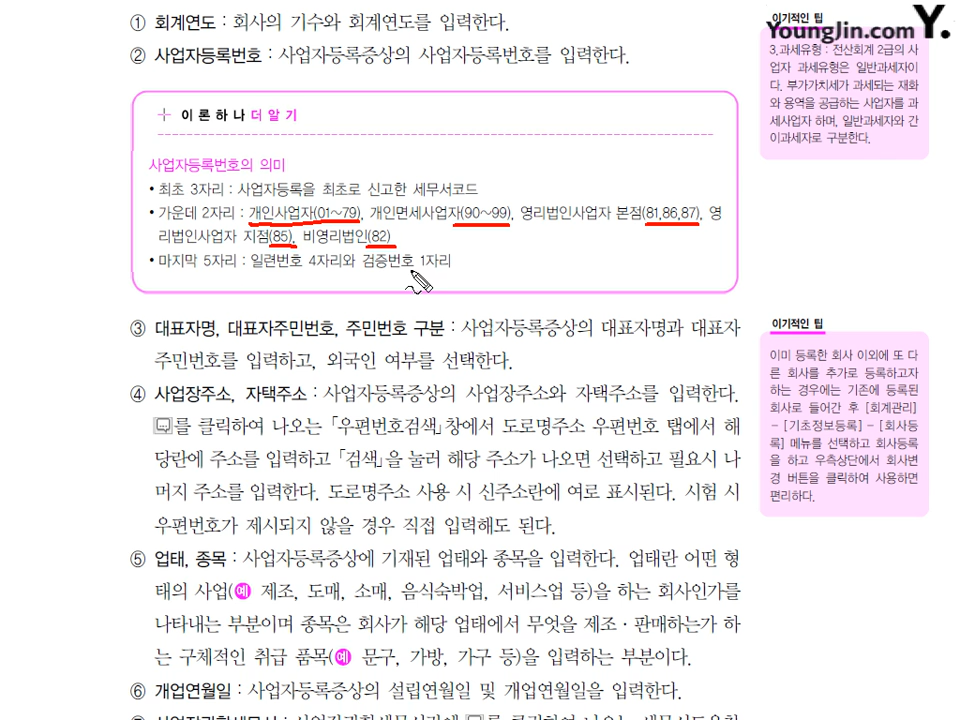 ① 회계연도 : 회사의 기수와 회계연도를 입력한다.
② 사업자등록번호 : 사업자등록증상의 사업자등록번호를 입력한다.
이론 하나 더 알기
사업자등록번호의 의미
• 최초 3자리 : 사업자등록을 최초로 신고한 세무서코드
• 가운데 2자리 : 개인사업자(01~79), 개인면세사업자(90~99), 영리법인사업자 본점(81,86,87), 영
리법인사업자 지점(85), 비영리법인(82)
• 마지막 5자리 : 일련번호 4자리와 검증번호 1자리
③ 대표자명, 대표자주민번호, 주민번호 구분 : 사업자등록증상의 대표자명과 대표자
주민번호를 입력하고, 외국인 여부를 선택한다.
④ 사업장주소, 자택주소 : 사업자등록증상의 사업장주소와 자택주소를 입력한다.
를 클릭하여 나오는 「우편번호검색」창에서 도로명주소 우편번호 탭에서 해
당란에 주소를 입력하고 「검색」을 눌러 해당 주소가 나오면 선택하고 필요시 나
머지 주소를 입력한다. 도로명주소 사용 시 신주소란에 여로 표시된다. 시험 시
우편번호가 제시되지 않을 경우 직접 입력해도 된다.
⑤ 업태, 종목 : 사업자등록증상에 기재된 업태와 종목을 입력한다. 업태란 어떤 형
태의 사업(예 제조, 도매, 소매, 음식숙박업, 서비스업 등)을 하는 회사인가를
나타내는 부분이며 종목은 회사가 해당 업태에서 무엇을 제조·판매하는가 하
는 구체적인 취급 품목(예 문구, 가방, 가구 등)을 입력하는 부분이다.
⑥ 개업연월일 : 사업자등록증상의 설립연월일 및 개업연월일을 입력한다.
이기적인 팁
YoungJin.com Y.
3.과세유형 : 전산회계 2급의 사
업자 과세유형은 일반과세자이
다. 부가가치세가 과세되는 재화
와 용역을 공급하는 사업자를 과
세사업자 하며, 일반과세자와 간
이과세자로 구분한다.
이기적인 팁
이미 등록한 회사 이외에 또 다
른 회사를 추가로 등록하고자
하는 경우에는 기존에 등록된
회사로 들어간 후 [회계관리]
– [기초정보등록] – [회사등
록] 메뉴를 선택하고 회사등록
을 하고 우측상단에서 회사변
경 버튼을 클릭하여 사용하면
편리하다.